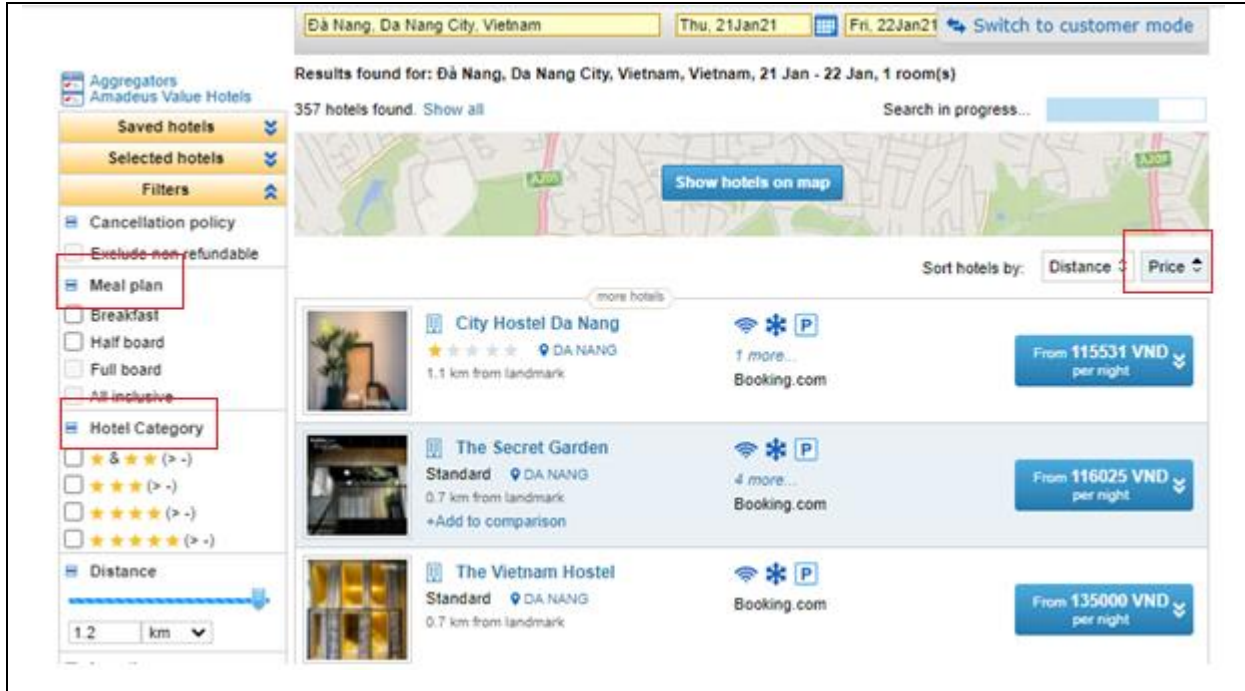 Đà Nang, Da Nang City, Vietnam Thu, 21Jan21 Fri, 22Jan21 Switch to customer mode
Aggregators
Amadeus Value Hotels
Saved hotels
Selected hotels
Filters
Cancellation policy
Exclude non refundable
Meal plan
Breakfast
Half board
Full board
All inclusive
Hotel Category
& (> -)
(> -)
(> -)
(> -)
Distance
1.2 km
Results found for: Đà Nang, Da Nang City, Vietnam, Vietnam, 21 Jan - 22 Jan, 1 room(s)
357 hotels found. Show all Search in progress...
A205 A209
Show hotels on map
Sort hotels by: Distance Price
more hotels
City Hostel Da Nang
DA NANG
1.1 km from landmark
P
1 more...
Booking.com
From 115531 VND
per night
The Secret Garden
Standard DA NANG
0.7 km from landmark
+Add to comparison
P
4 more...
Booking.com
From 116025 VND
per night
The Vietnam Hostel
Standard DA NANG
0.7 km from landmark
P
Booking.com
From 135000 VND
per night